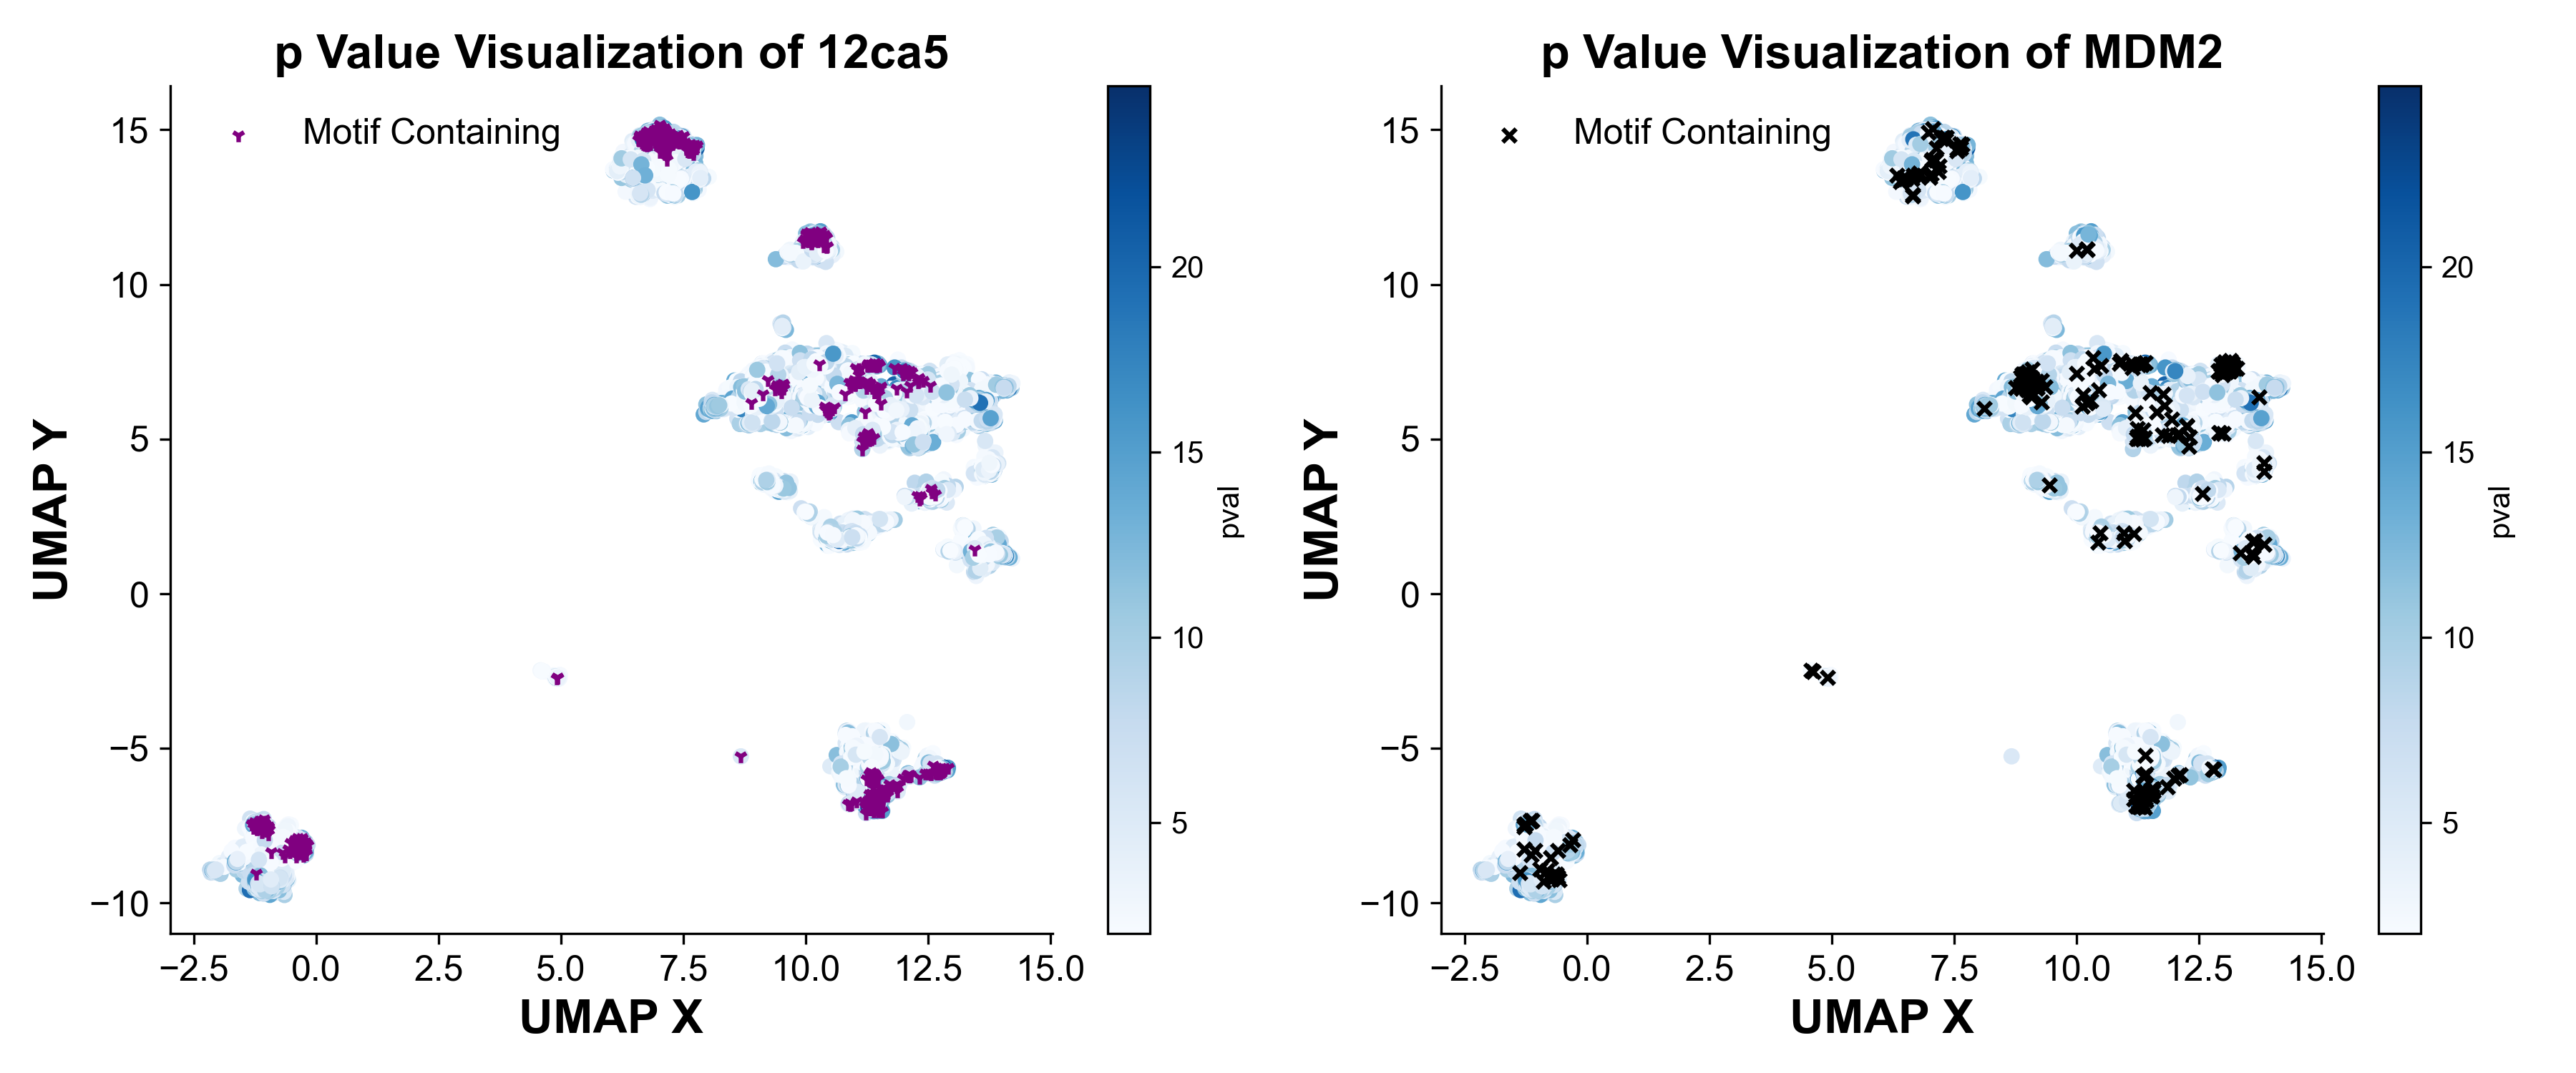 p Value Visualization of 12ca5
Motif Containing
15
10
5
0
−5
−10
UMAP Y
−2.5 0.0 2.5 5.0 7.5 10.0 12.5 15.0
UMAP X
20
15
10
5
pval
p Value Visualization of MDM2
Motif Containing
15
10
5
0
−5
−10
UMAP Y
−2.5 0.0 2.5 5.0 7.5 10.0 12.5 15.0
UMAP X
20
15
10
5
pval